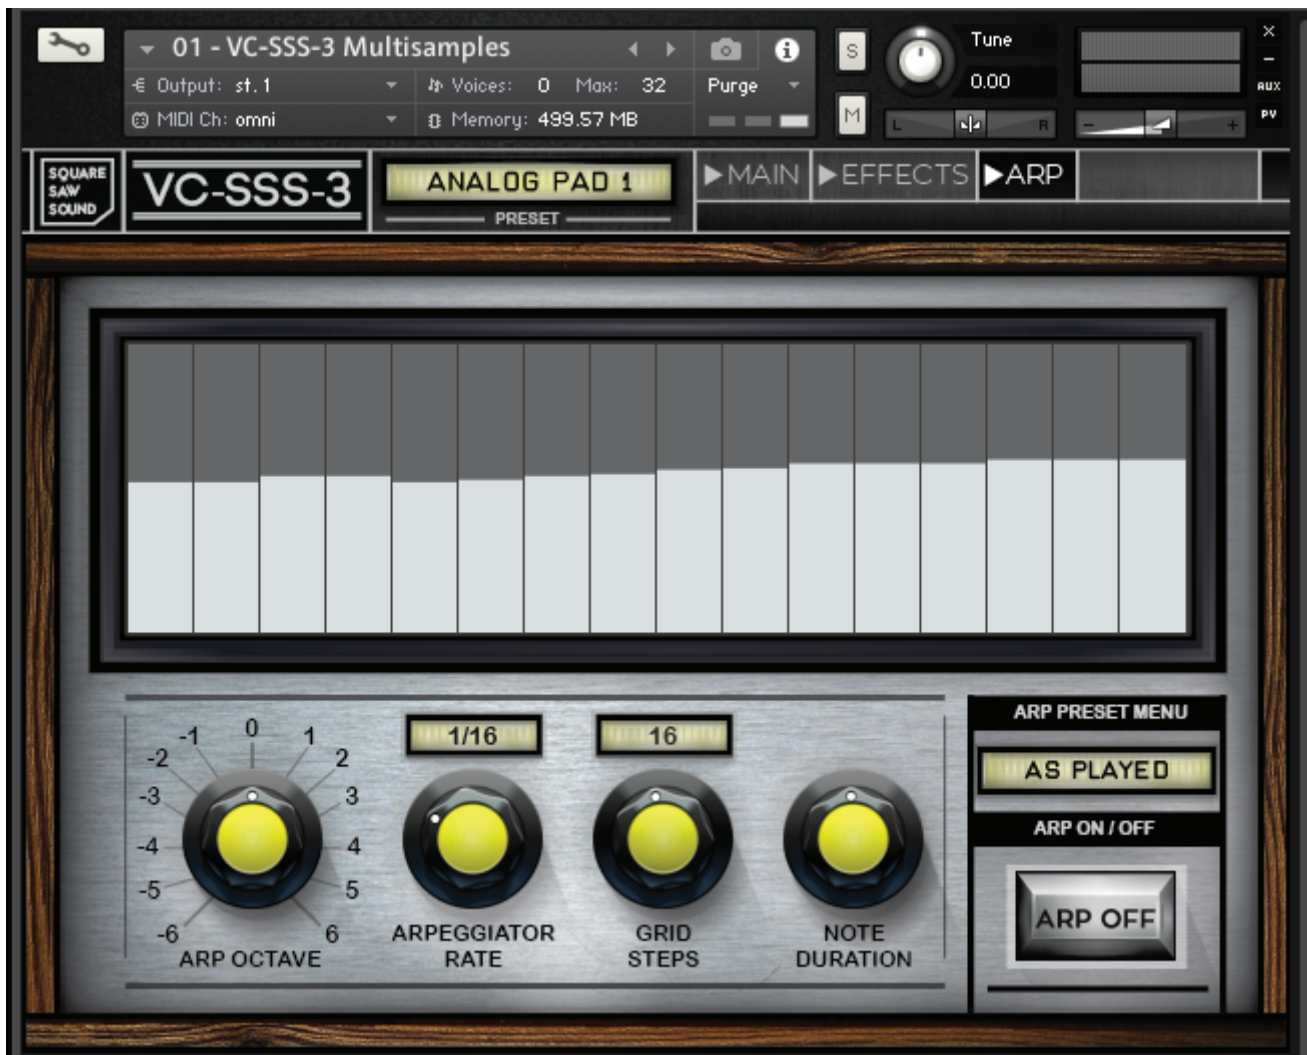 01 - VC-SSS-3 Multisamples
i
S
Tune
X
–
Output: st. 1
Voices: 0 Max: 32
Purge
0.00
AUX
MIDI Ch: omni
Memory: 499.57 MB
M
L
R
–
+
PV
SQUARE
SAW
SOUND
VC-SSS-3
ANALOG PAD 1
PRESET
MAIN
EFFECTS
ARP
ARP PRESET MENU
AS PLAYED
ARP ON / OFF
ARP OFF
0
-1
1
-2
2
-3
3
-4
4
-5
5
-6
6
ARP OCTAVE
1/16
ARPEGGIATOR
RATE
16
GRID
STEPS
NOTE
DURATION